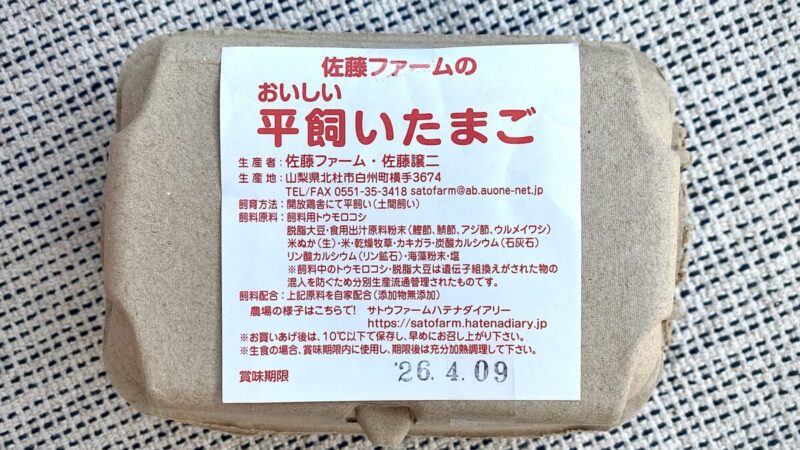 佐藤ファームの
おいしい
平飼いたまご
生産者：佐藤ファーム・佐藤譲二
生産地：山梨県北杜市白州町横手3674
TEL/FAX 0551-35-3418 satofarm@ab.auone-net.jp
飼育方法：開放鶏舎にて平飼い（土間飼い）
飼料原料：飼料用トウモロコシ
脱脂大豆・食用出汁原料粉末（鰹節、鯖節、アジ節、ウルメイワシ）
米ぬか（生）・米・乾燥牧草・カキガラ・炭酸カルシウム（石灰石）
リン酸カルシウム（リン鉱石）・海藻粉末・塩
※飼料中のトウモロコシ・脱脂大豆は遺伝子組換えがされた物の
混入を防ぐため分別生産流通管理されたものです。
飼料配合：上記原料を自家配合（添加物無添加）
農場の様子はこちらで！ サトウファームハテナダイアリー
https://satofarm.hatenadiary.jp
※お買いあげ後は、10℃以下で保存し、早めにお召し上がり下さい。
※生食の場合、賞味期限内に使用し、期限後は充分加熱調理して下さい。
賞味期限 '26.4.09